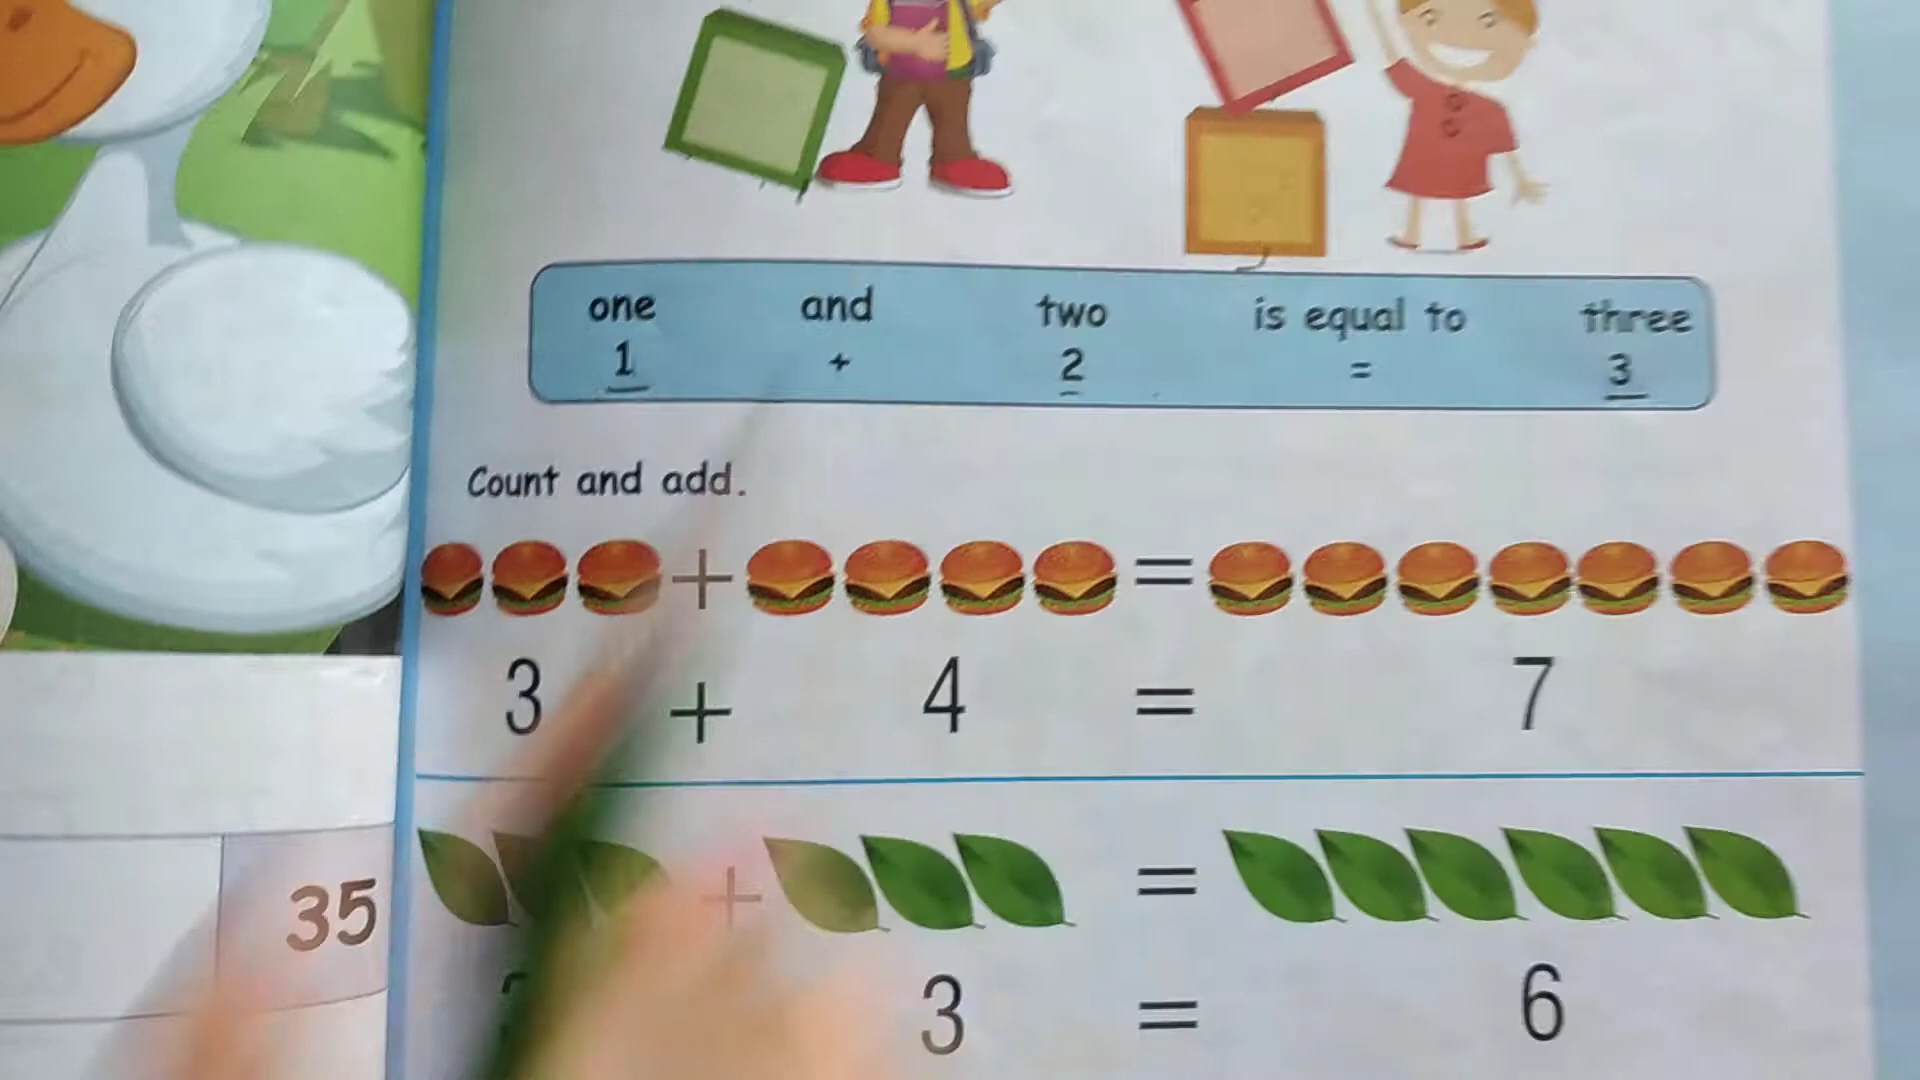 one and two is equal to three
1 + 2 = 3
Count and add.
+ =
3 + 4 = 7
+ =
3 = 6
35